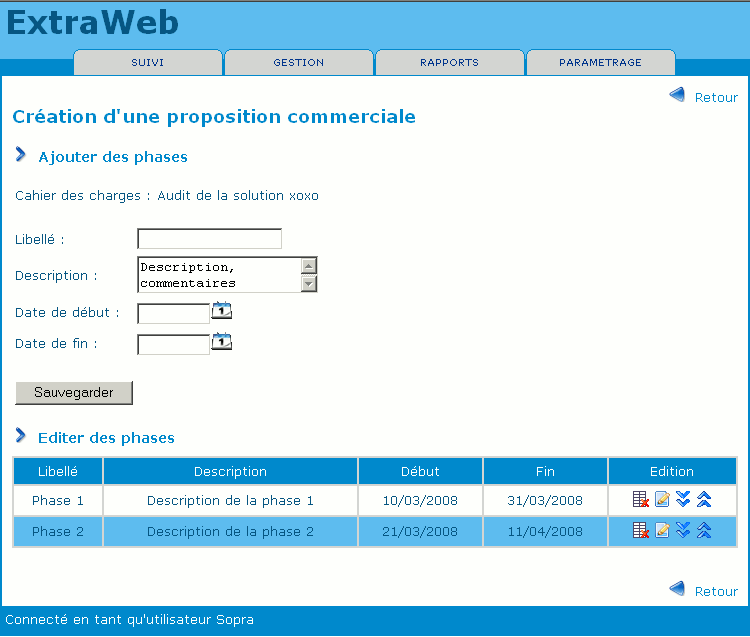 ExtraWeb
SUIVI GESTION RAPPORTS PARAMETRAGE
Retour
Création d'une proposition commerciale
Ajouter des phases
Cahier des charges : Audit de la solution xoxo
Libellé :
Description : Description,
commentaires
Date de début : 1
Date de fin : 1
Sauvegarder
Editer des phases
Libellé Description Début Fin Edition
Phase 1 Description de la phase 1 10/03/2008 31/03/2008
Phase 2 Description de la phase 2 21/03/2008 11/04/2008
Retour
Connecté en tant qu'utilisateur Sopra